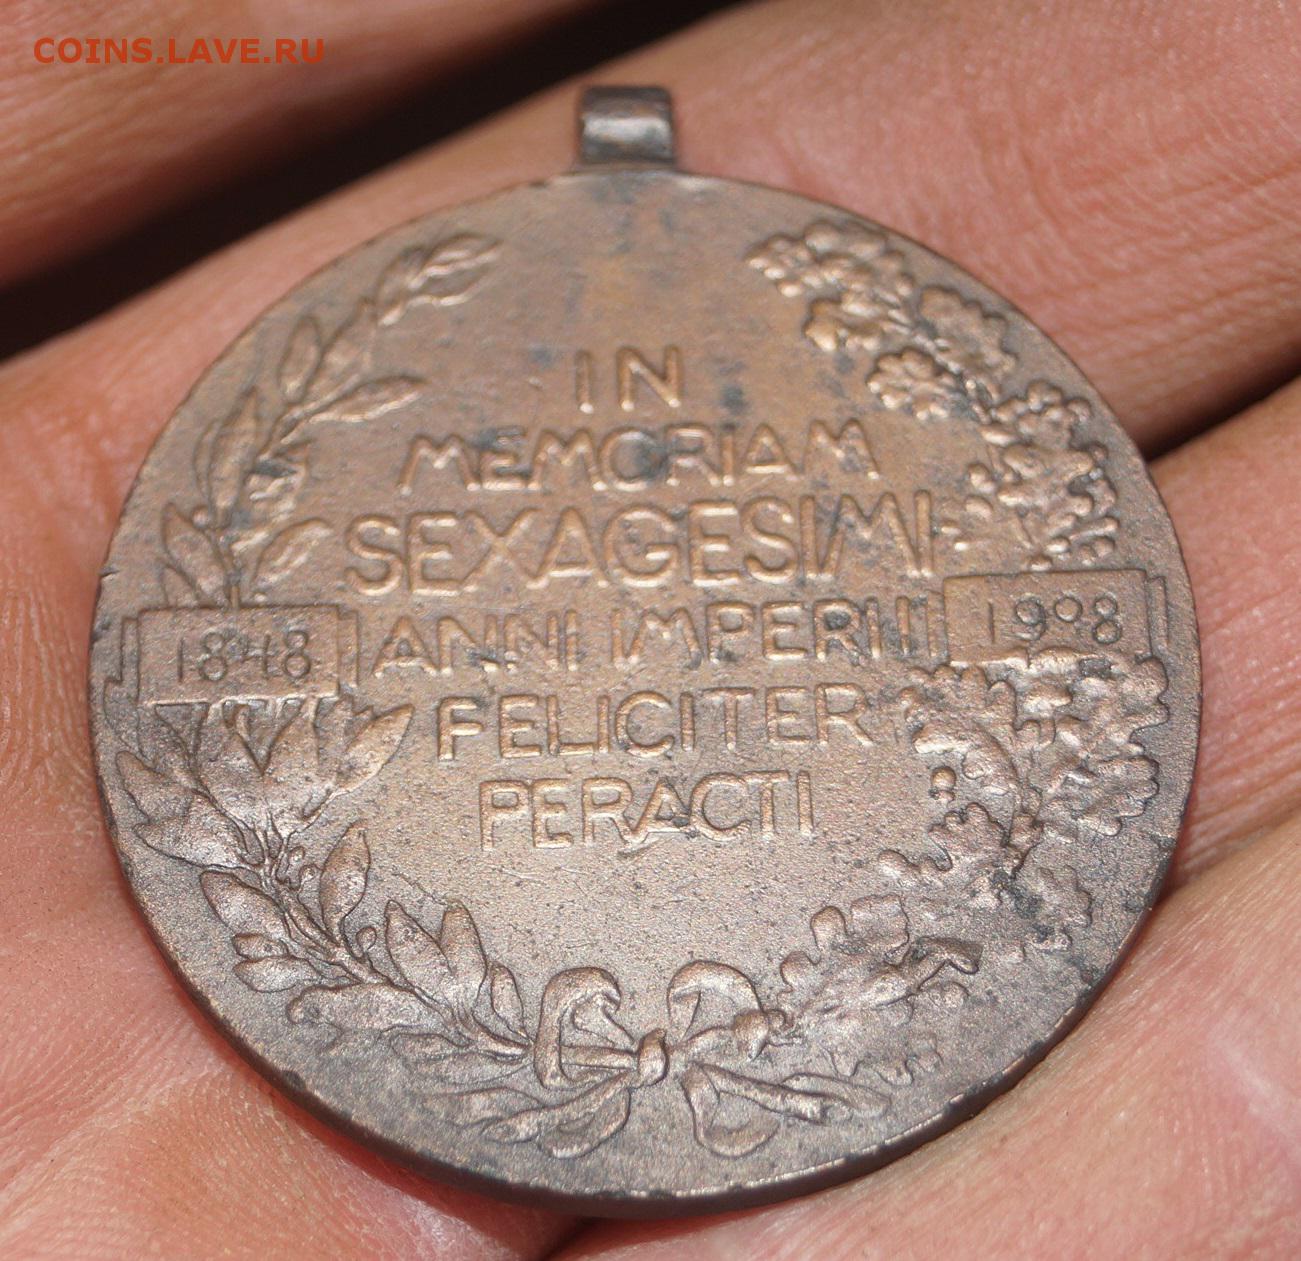 COINS.LAVE.RU
IN
MEMORIAM
SEXAGESIMI
1848 ANNI IMPERII 1908
FELICITER
PERACTI